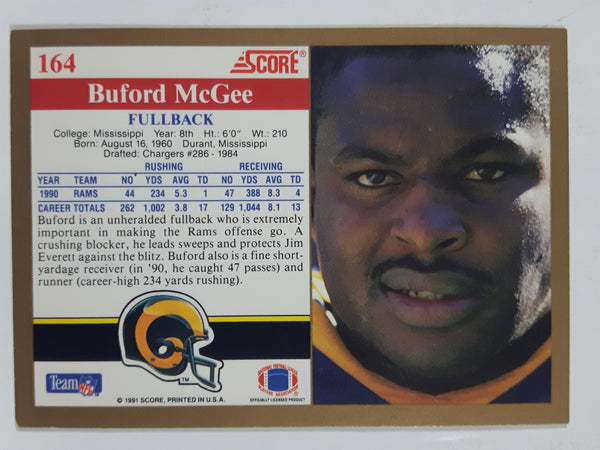 164
SCORE®
Buford McGee
FULLBACK
College: Mississippi Year: 8th Ht.: 6'0" Wt.: 210
Born: August 16, 1960 Durant, Mississippi
Drafted: Chargers #286 - 1984
RUSHING RECEIVING
YEAR TEAM NO YDS AVG TD NO YDS AVG TD
1990 RAMS 44 234 5.3 1 47 388 8.3 4
CAREER TOTALS 262 1,002 3.8 17 129 1,044 8.1 13
Buford is an unheralded fullback who is extremely
important in making the Rams offense go. A
crushing blocker, he leads sweeps and protects Jim
Everett against the blitz. Buford also is a fine short-
yardage receiver (in '90, he caught 47 passes) and
runner (career-high 234 yards rushing).
TM
Team NFL
© 1991 SCORE, PRINTED IN U.S.A.
NATIONAL FOOTBALL LEAGUE
PLAYERS ASSOCIATION
OFFICIALLY LICENSED PRODUCT